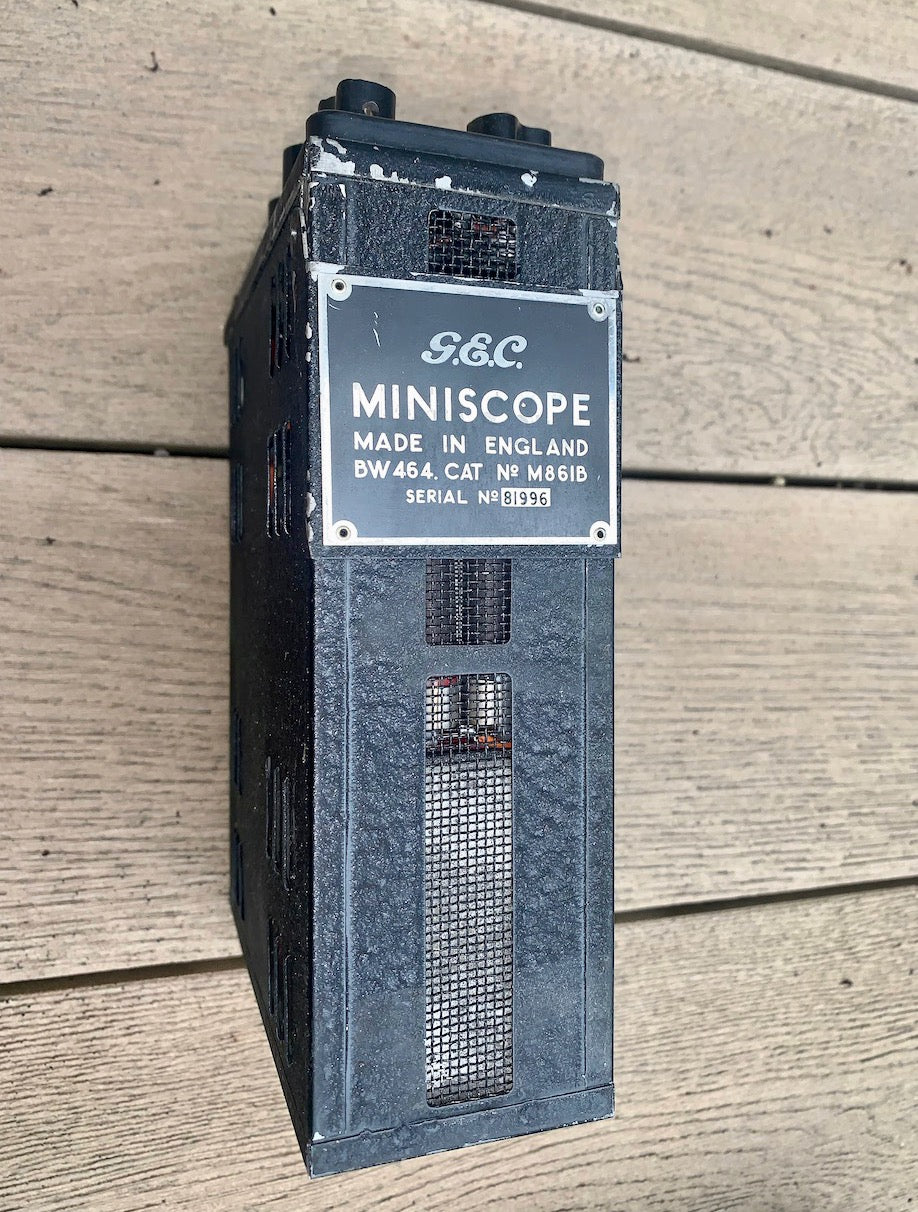 G.E.C.
MINISCOPE
MADE IN ENGLAND
BW464. CAT Nº M861B
SERIAL Nº 81996